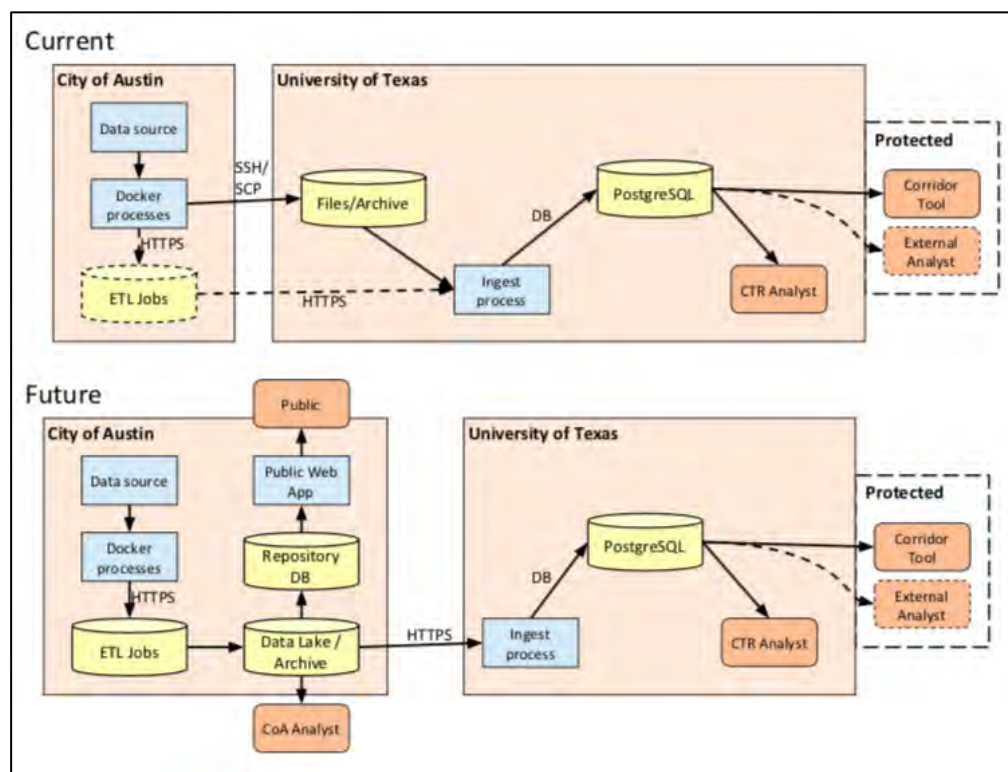 Current
City of Austin
University of Texas
Data source
Protected
SSH/
SCP
Docker
processes
Files/Archive
PostgreSQL
Corridor
Tool
DB
HTTPS
External
Analyst
ETL Jobs
HTTPS
Ingest
process
CTR Analyst
Future
Public
City of Austin
University of Texas
Data source
Public Web
App
Protected
Docker
processes
Repository
DB
PostgreSQL
Corridor
Tool
DB
HTTPS
External
Analyst
ETL Jobs
Data Lake /
Archive
HTTPS
Ingest
process
CTR Analyst
CoA Analyst